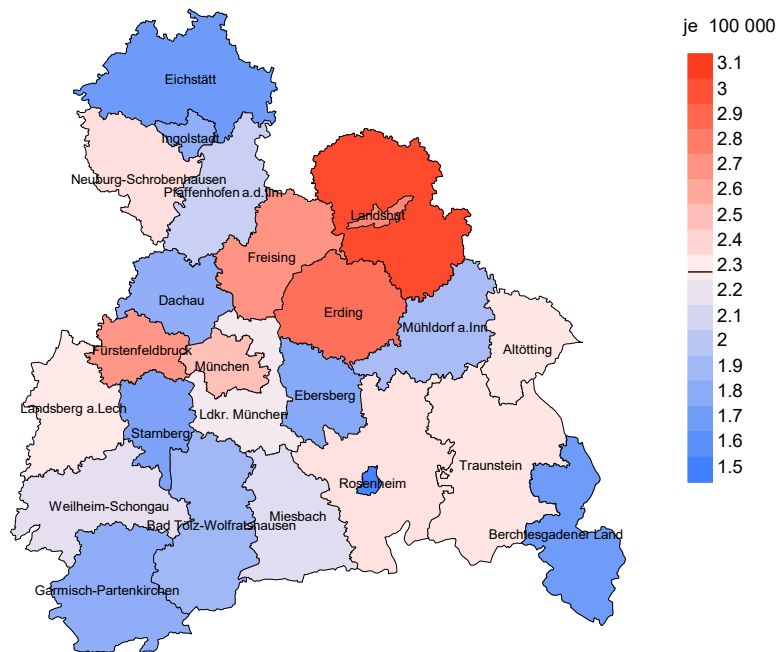 je 100 000
Eichstätt
Ingolstadt
Neuburg-Schrobenhausen
Pfaffenhofen a.d.Ilm
Landshut
Freising
Dachau
Erding
Mühldorf a.Inn
Altötting
Fürstenfeldbruck
München
Ebersberg
Landsberg a.Lech
Ldkr. München
Starnberg
Traunstein
Rosenheim
Weilheim-Schongau
Miesbach
Bad Tölz-Wolfratshausen
Berchtesgadener Land
Garmisch-Partenkirchen
3.1
3
2.9
2.8
2.7
2.6
2.5
2.4
2.3
2.2
2.1
2
1.9
1.8
1.7
1.6
1.5